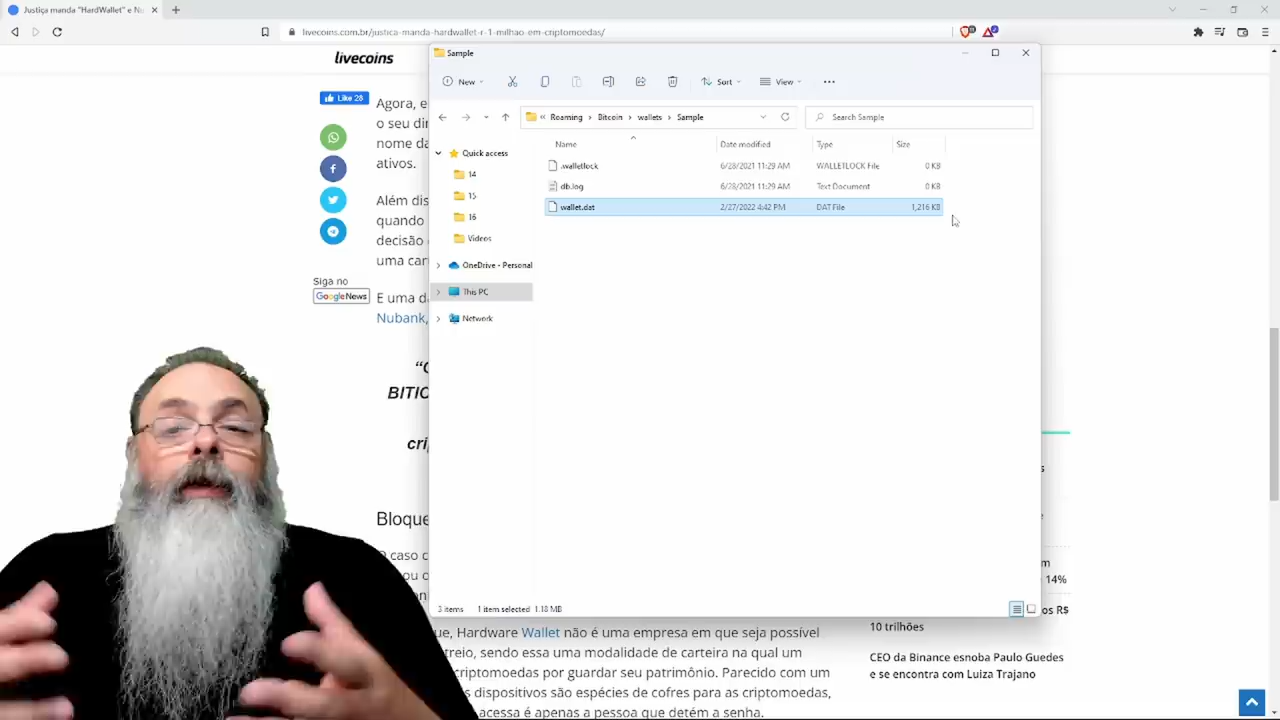 Justiça manda "HardWallet" e Nu
livecoins.com.br/justica-manda-hardwallet-r-1-milhao-em-criptomoedas/
livecoins
Like 28
Agora, e
o seu di
nome da
ativos.
Além dis
quando
decisão
uma car
Siga no
Google News
E uma d
Nubank,
"C
BITIC
cri
Bloque
caso
ou
on
Sample
New
Sort
View
Roaming
Bitcoin
wallets
Sample
Search Sample
Name
Date modified
Type
Size
.walletlock
6/28/2021 11:29 AM
WALLETLOCK File
0 KB
db.log
6/28/2021 11:29 AM
Text Document
0 KB
wallet.dat
2/27/2022 4:42 PM
DAT File
1,216 KB
Quick access
14
15
16
Videos
OneDrive - Personal
This PC
Network
3 items
1 item selected 1.18 MB
ue, Hardware Wallet não é uma empresa em que seja possível
treio, sendo essa uma modalidade de carteira na qual um
criptomoedas por guardar seu patrimônio. Parecido com um
s dispositivos são espécies de cofres para as criptomoedas,
acessa é apenas a pessoa que detém a senha.
s
e
m
14%
os R$
10 trilhões
CEO da Binance esnoba Paulo Guedes
e se encontra com Luiza Trajano